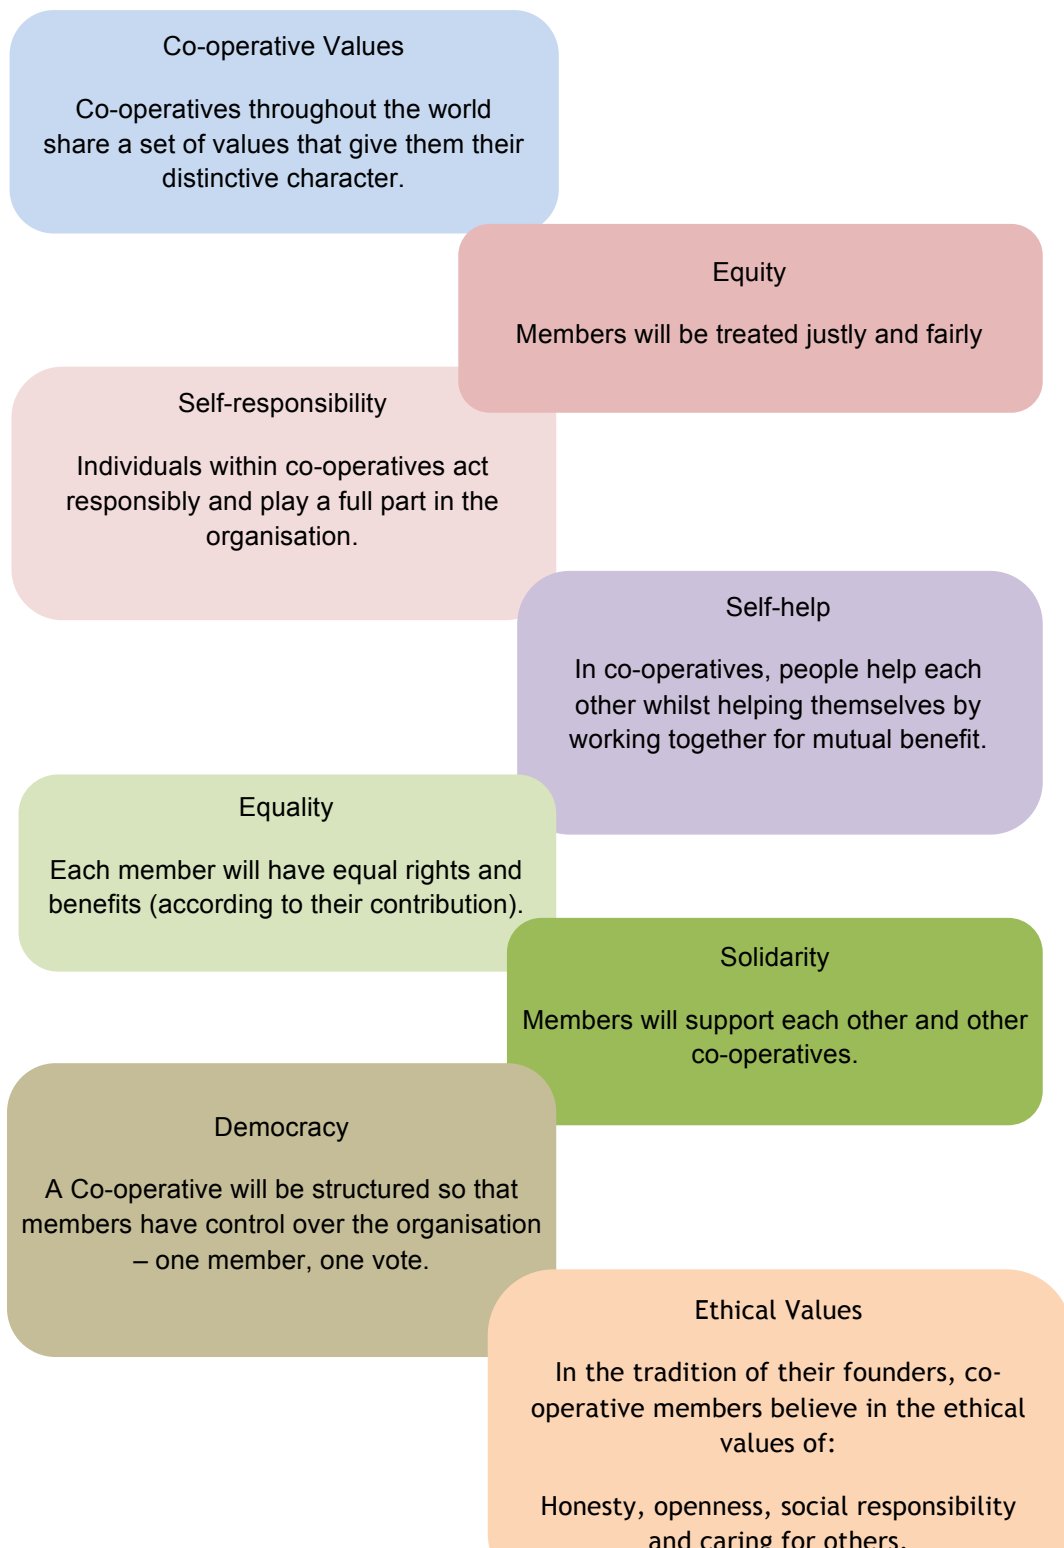 Co-operative Values
Co-operatives throughout the world
share a set of values that give them their
distinctive character.
Equity
Members will be treated justly and fairly
Self-responsibility
Individuals within co-operatives act
responsibly and play a full part in the
organisation.
Self-help
In co-operatives, people help each
other whilst helping themselves by
working together for mutual benefit.
Equality
Each member will have equal rights and
benefits (according to their contribution).
Solidarity
Members will support each other and other
co-operatives.
Democracy
A Co-operative will be structured so that
members have control over the organisation
– one member, one vote.
Ethical Values
In the tradition of their founders, co-
operative members believe in the ethical
values of:
Honesty, openness, social responsibility
and caring for others.